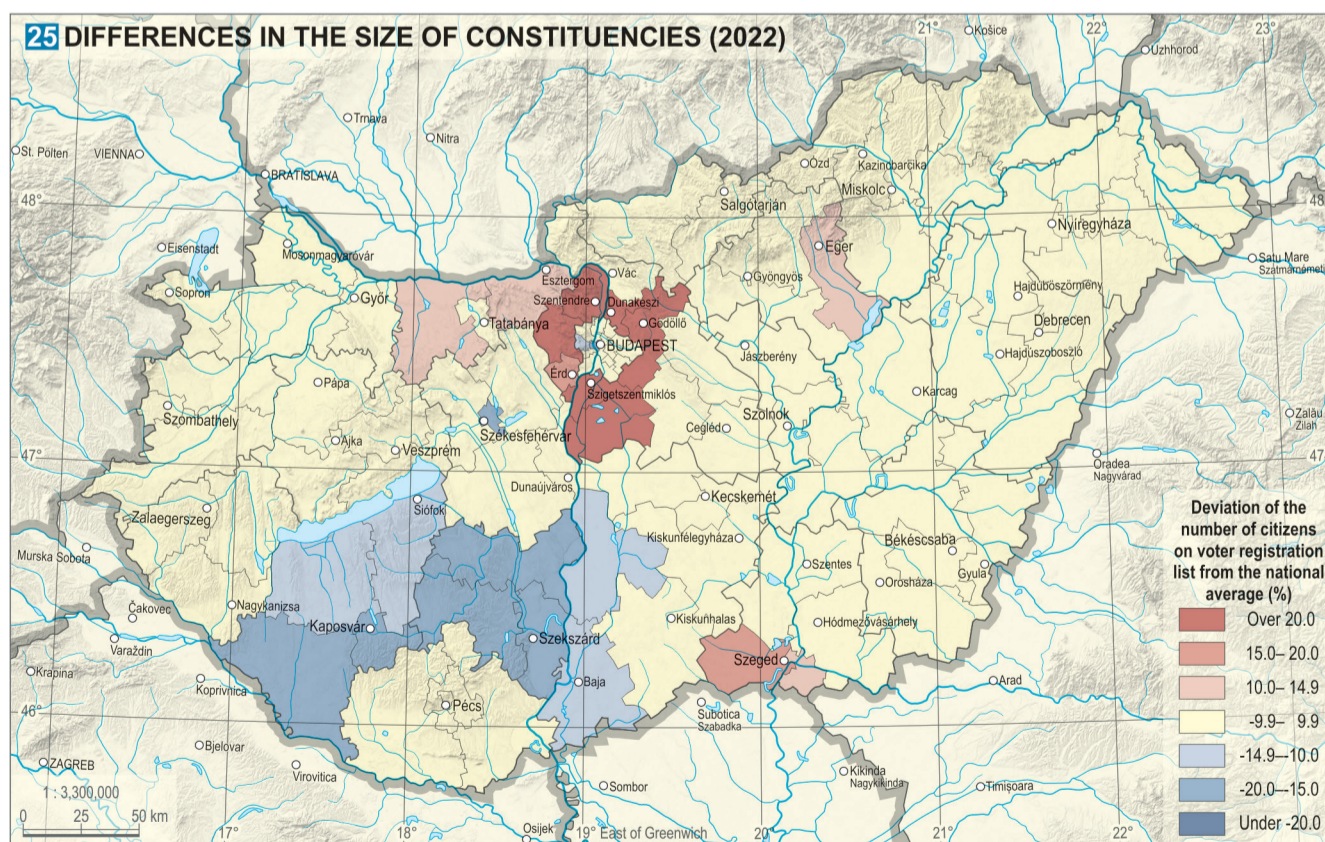 25 DIFFERENCES IN THE SIZE OF CONSTITUENCIES (2022)
21°
22°
23°
Košice
Uzhhorod
Trnava
Nitra
St. Pölten
VIENNA
BRATISLAVA
Ózd
Kazincbarcika
Miskolc
Salgótarján
48°
48
Nyíregyháza
Eger
Eisenstadt
Mosonmagyaróvár
Satu Mare
Szatmárnémeti
Sopron
Győr
Esztergom
Vác
Gyöngyös
Hajdúböszörmény
Szentendre
Dunakeszi
Tatabánya
Gödöllő
Debrecen
BUDAPEST
Jászberény
Hajdúszoboszló
Pápa
Érd
Szigetszentmiklós
Karcag
Szombathely
Szolnok
Zalău
Zilah
Ajka
Székesfehérvár
Cegléd
Veszprém
47°
47
Oradea
Nagyvárad
Dunaújváros
Kecskemét
Siófok
Zalaegerszeg
Kiskunfélegyháza
Békéscsaba
Murska Sobota
Szentes
Gyula
Orosháza
Nagykanizsa
Čakovec
Kaposvár
Szekszárd
Kiskunhalas
Hódmezővásárhely
Varaždin
Szeged
Krapina
Koprivnica
Baja
Arad
46°
Pécs
Subotica
Szabadka
Bjelovar
ZAGREB
Virovitica
Sombor
Kikinda
Nagykikinda
Timişoara
1 : 3,300,000
0 25 50 km
17°
18°
19°
East of Greenwich
20°
21°
22°
Osijek
Deviation of the
number of citizens
on voter registration
list from the national
average (%)
Over 20.0
15.0– 20.0
10.0– 14.9
-9.9– 9.9
-14.9–-10.0
-20.0–-15.0
Under -20.0